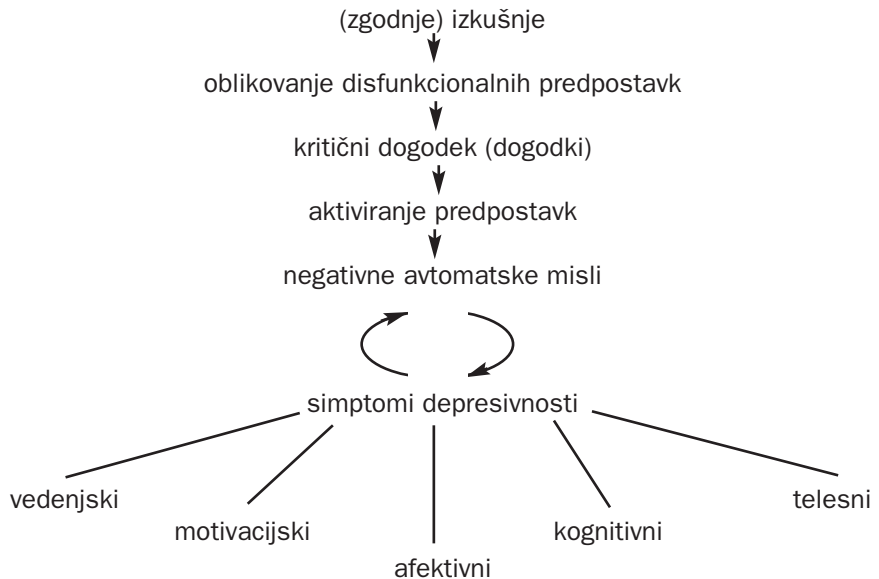 (zgodnje) izkušnje
oblikovanje disfunkcionalnih predpostavk
kritični dogodek (dogodki)
aktiviranje predpostavk
negativne avtomatske misli
simptomi depresivnosti
vedenjski
motivacijski
afektivni
kognitivni
telesni